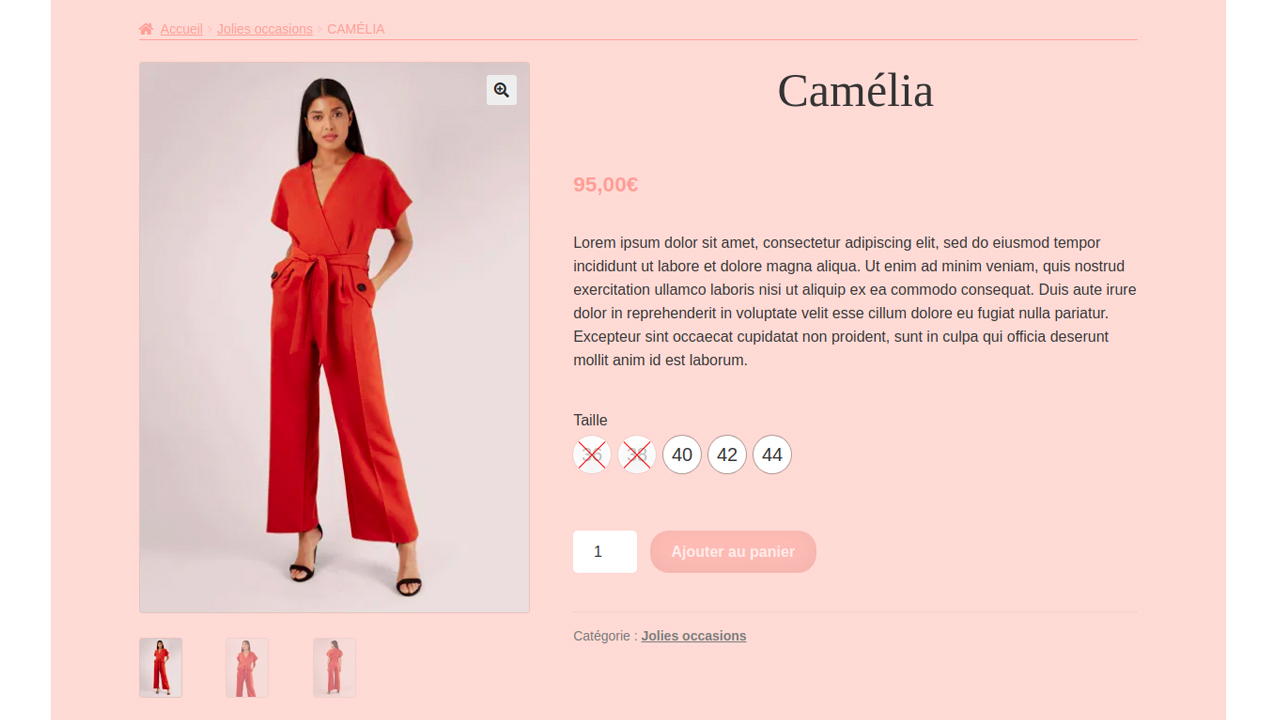 Accueil > Jolies occasions > CAMÉLIA
Camélia
95,00€
Lorem ipsum dolor sit amet, consectetur adipiscing elit, sed do eiusmod tempor
incididunt ut labore et dolore magna aliqua. Ut enim ad minim veniam, quis nostrud
exercitation ullamco laboris nisi ut aliquip ex ea commodo consequat. Duis aute irure
dolor in reprehenderit in voluptate velit esse cillum dolore eu fugiat nulla pariatur.
Excepteur sint occaecat cupidatat non proident, sunt in culpa qui officia deserunt
mollit anim id est laborum.
Taille
36 38 40 42 44
1 Ajouter au panier
Catégorie : Jolies occasions